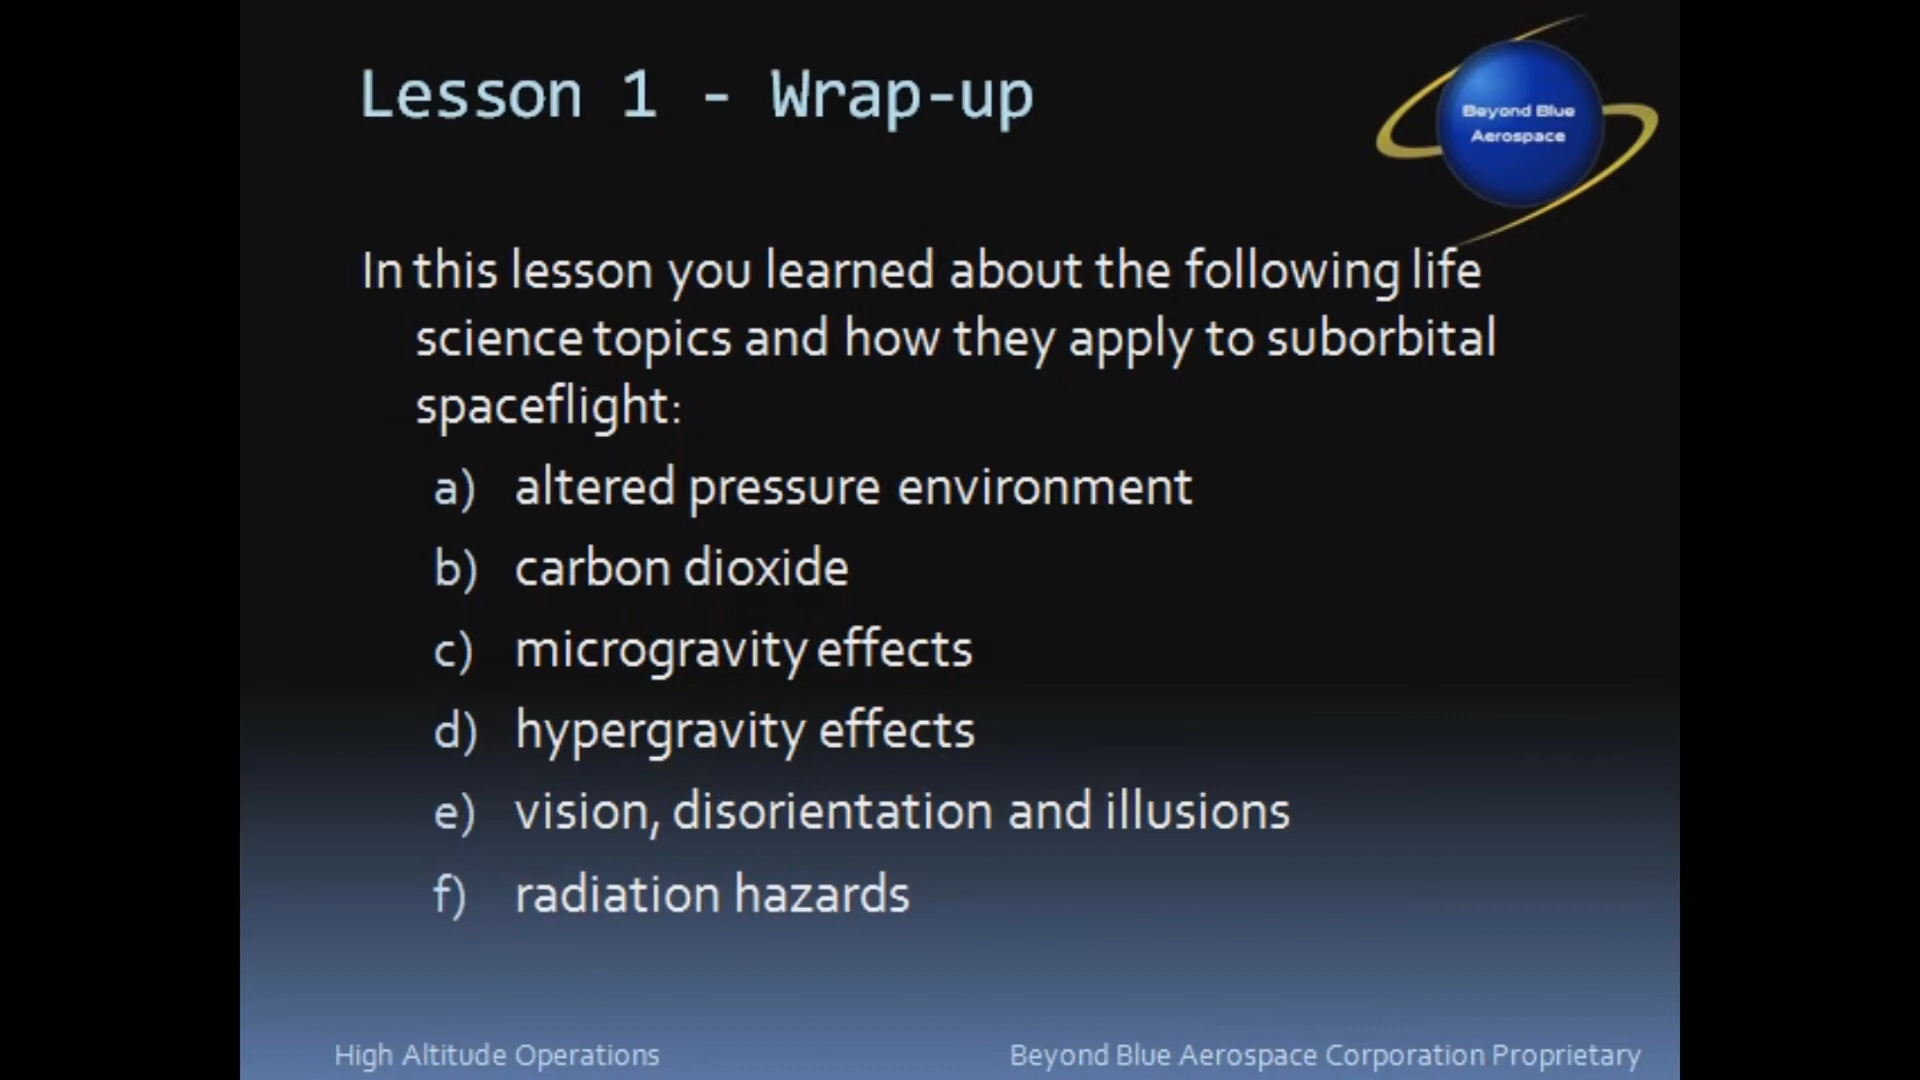 Lesson 1 - Wrap-up
Beyond Blue
Aerospace
In this lesson you learned about the following life
science topics and how they apply to suborbital
spaceflight:
a) altered pressure environment
b) carbon dioxide
c) microgravity effects
d) hypergravity effects
e) vision, disorientation and illusions
f) radiation hazards
High Altitude Operations
Beyond Blue Aerospace Corporation Proprietary